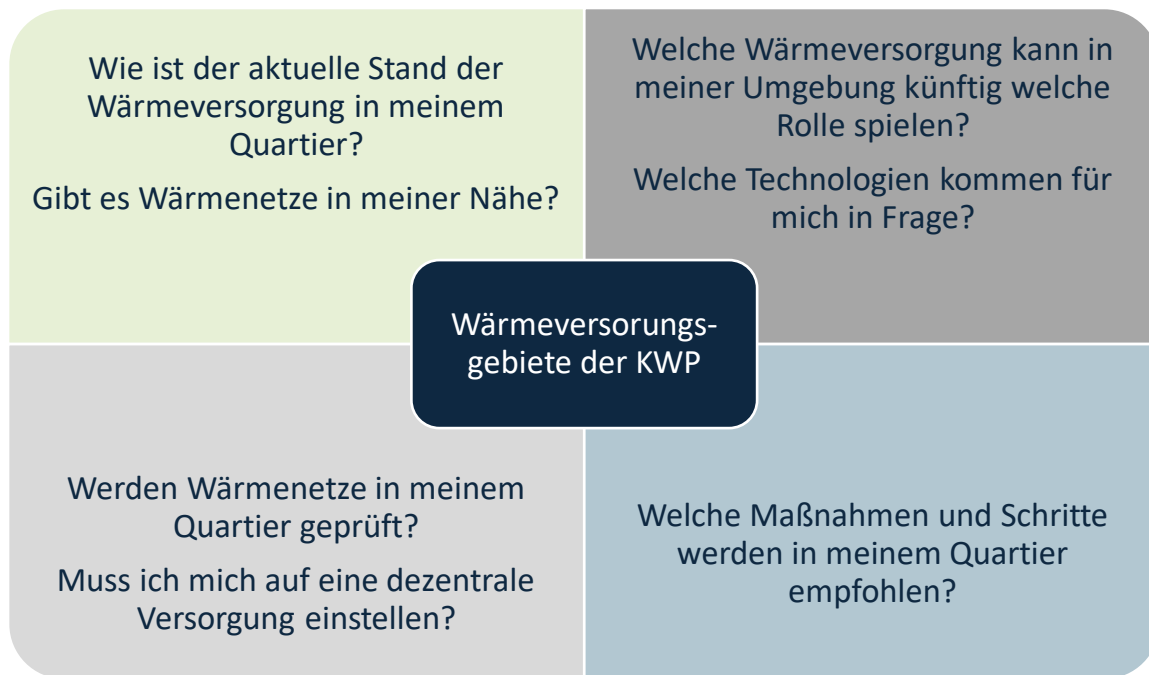 Wie ist der aktuelle Stand der
Wärmeversorgung in meinem
Quartier?
Gibt es Wärmenetze in meiner Nähe?
Welche Wärmeversorgung kann in
meiner Umgebung künftig welche
Rolle spielen?
Welche Technologien kommen für
mich in Frage?
Wärmeversorungs-
gebiete der KWP
Werden Wärmenetze in meinem
Quartier geprüft?
Muss ich mich auf eine dezentrale
Versorgung einstellen?
Welche Maßnahmen und Schritte
werden in meinem Quartier
empfohlen?